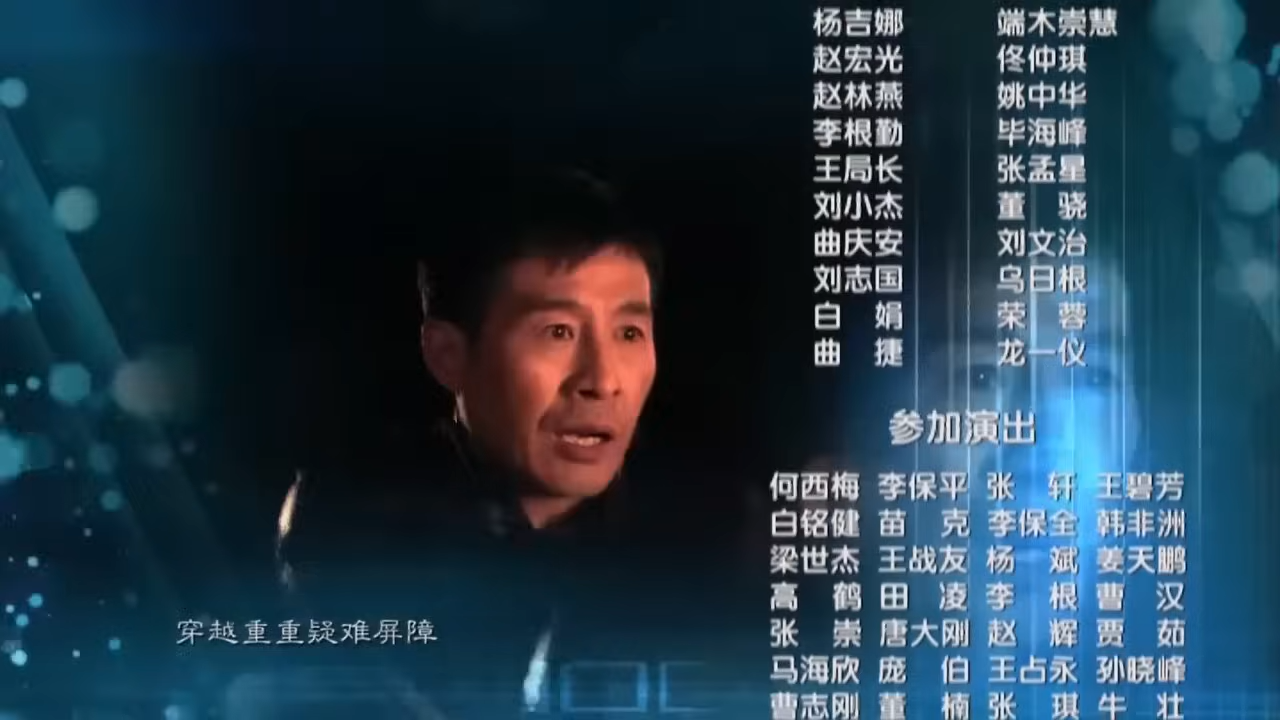 杨吉娜 端木崇慧
赵宏光 佟仲琪
赵林燕 姚中华
李根勤 毕海峰
王局长 张孟星
刘小杰 董 骁
曲庆安 刘文治
刘志国 乌日根
白 娟 荣 蓉
曲 捷 龙一仪
参加演出
何西梅 李保平 张 轩 王碧芳
白铭健 苗 克 李保全 韩非洲
梁世杰 王战友 杨 斌 姜天鹏
高 鹤 田 凌 李 根 曹 汉
张 崇 唐大刚 赵 辉 贾 茹
马海欣 庞 伯 王占永 孙晓峰
曹志刚 董 楠 张 琪 牛 壮
穿越重重疑难屏障